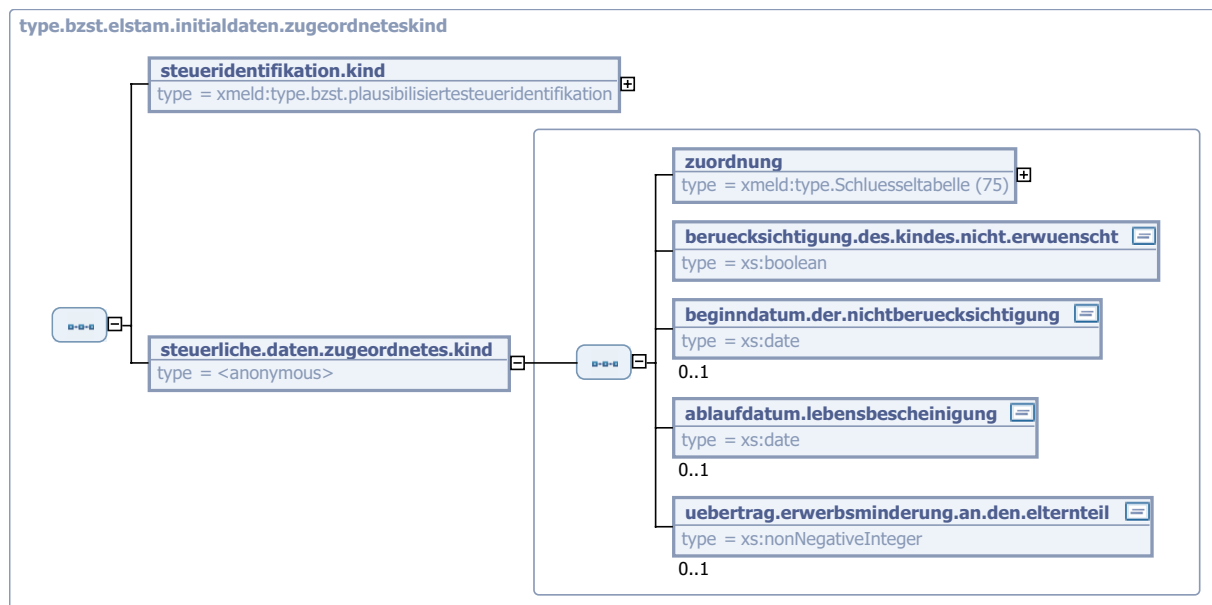 type.bzst.elstam.initialdaten.zugeordneteskind
steueridentifikation.kind
type = xmeld:type.bzst.plausibilisiertesteueridentifikation
steuerliche.daten.zugeordnetes.kind
type = <anonymous>
zuordnung
type = xmeld:type.Schluesseltabelle (75)
beruecksichtigung.des.kindes.nicht.erwuenscht
type = xs:boolean
beginndatum.der.nichtberuecksichtigung
type = xs:date
0..1
ablaufdatum.lebensbescheinigung
type = xs:date
0..1
uebertrag.erwerbsminderung.an.den.elternteil
type = xs:nonNegativeInteger
0..1